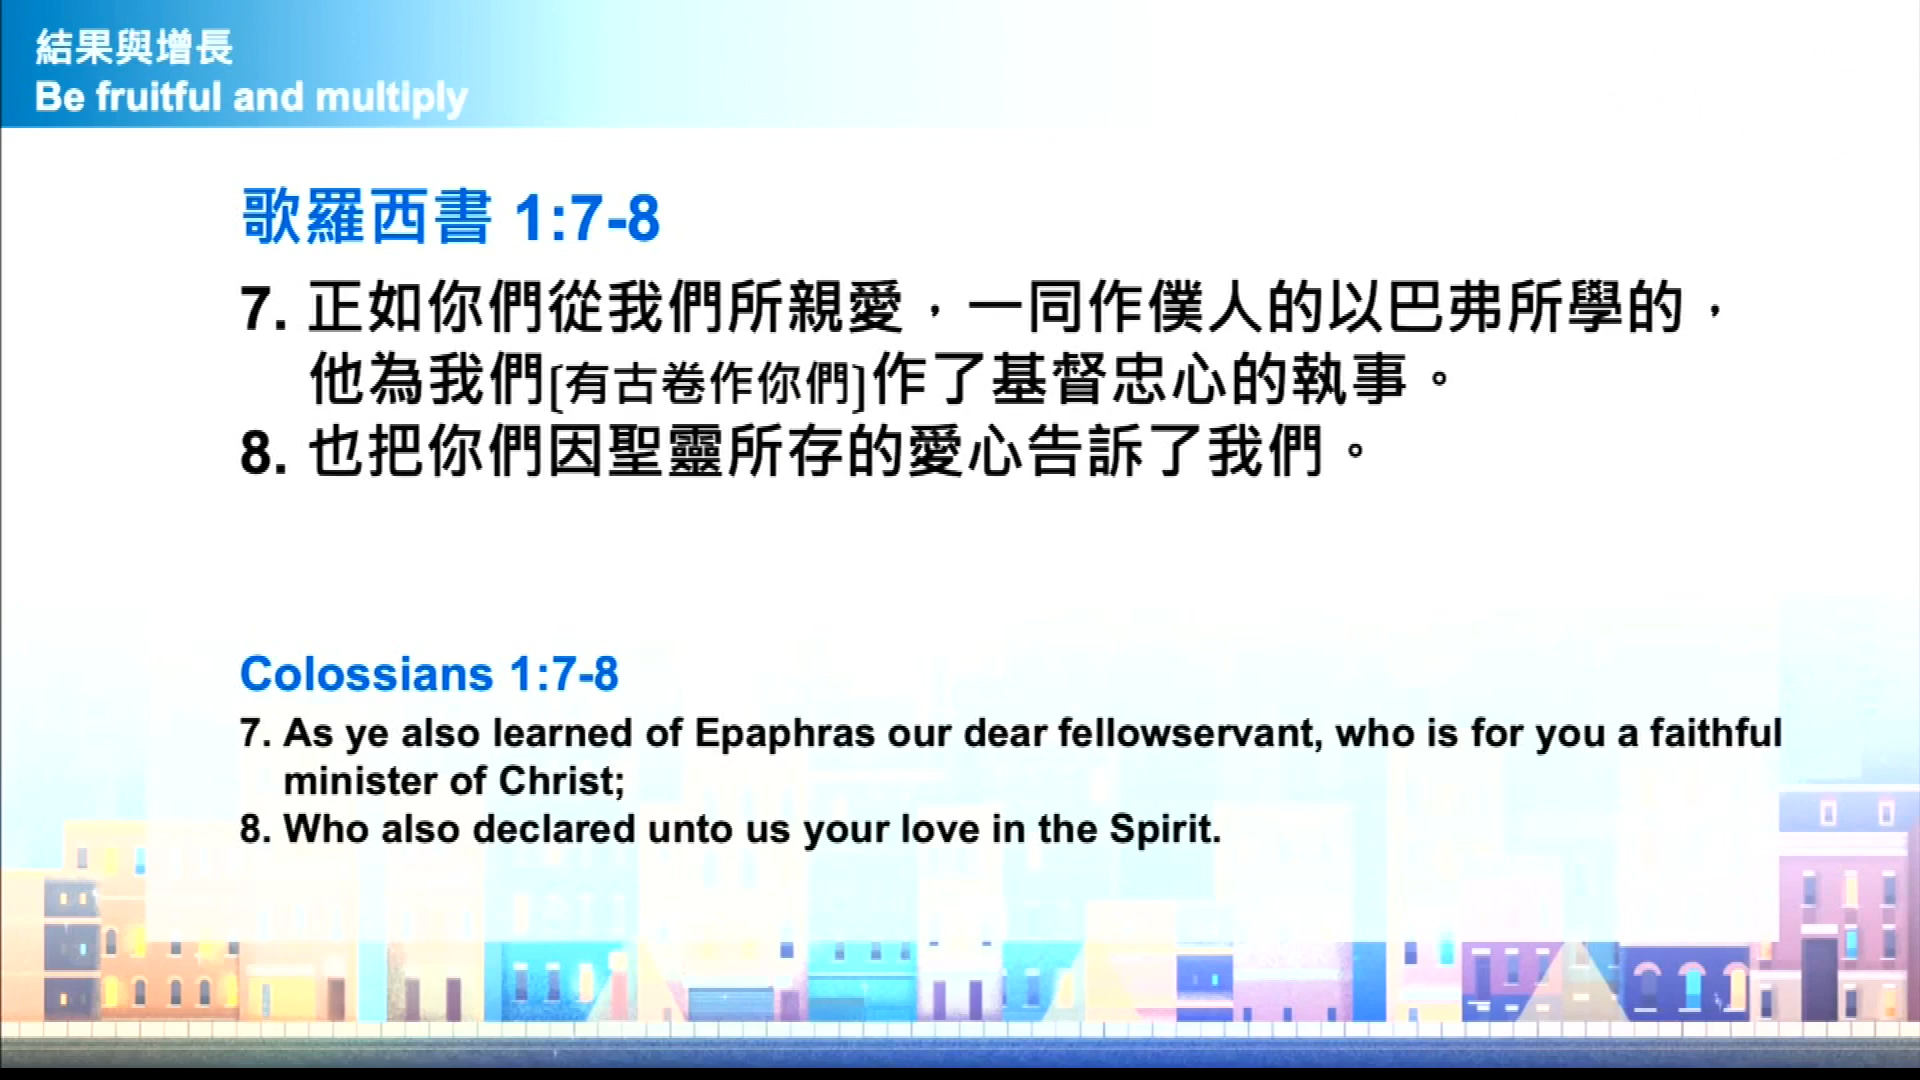 結果與增長
Be fruitful and multiply
歌羅西書 1:7-8
7. 正如你們從我們所親愛，一同作僕人的以巴弗所學的，
他為我們[有古卷作你們]作了基督忠心的執事。
8. 也把你們因聖靈所存的愛心告訴了我們。
Colossians 1:7-8
7. As ye also learned of Epaphras our dear fellowservant, who is for you a faithful
minister of Christ;
8. Who also declared unto us your love in the Spirit.